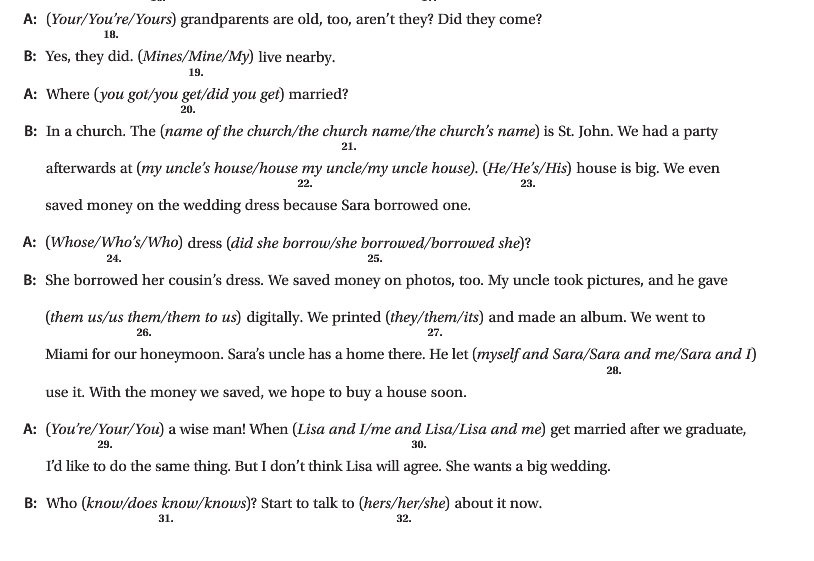 A: (Your/You're/Yours) grandparents are old, too, aren't they? Did they come?
18.
B: Yes, they did. (Mines/Mine/My) live nearby.
19.
A: Where (you got/you get/did you get) married?
20.
B: In a church. The (name of the church/the church name/the church's name) is St. John. We had a party
21.
afterwards at (my uncle's house/house my uncle/my uncle house). (He/He's/His) house is big. We even
22. 23.
saved money on the wedding dress because Sara borrowed one.
A: (Whose/Who's/Who) dress (did she borrow/she borrowed/borrowed she)?
24. 25.
B: She borrowed her cousin's dress. We saved money on photos, too. My uncle took pictures, and he gave
(them us/us them/them to us) digitally. We printed (they/them/its) and made an album. We went to
26. 27.
Miami for our honeymoon. Sara's uncle has a home there. He let (myself and Sara/Sara and me/Sara and I)
28.
use it. With the money we saved, we hope to buy a house soon.
A: (You're/Your/You) a wise man! When (Lisa and I/me and Lisa/Lisa and me) get married after we graduate,
29. 30.
I'd like to do the same thing. But I don't think Lisa will agree. She wants a big wedding.
B: Who (know/does know/knows)? Start to talk to (hers/her/she) about it now.
31. 32.